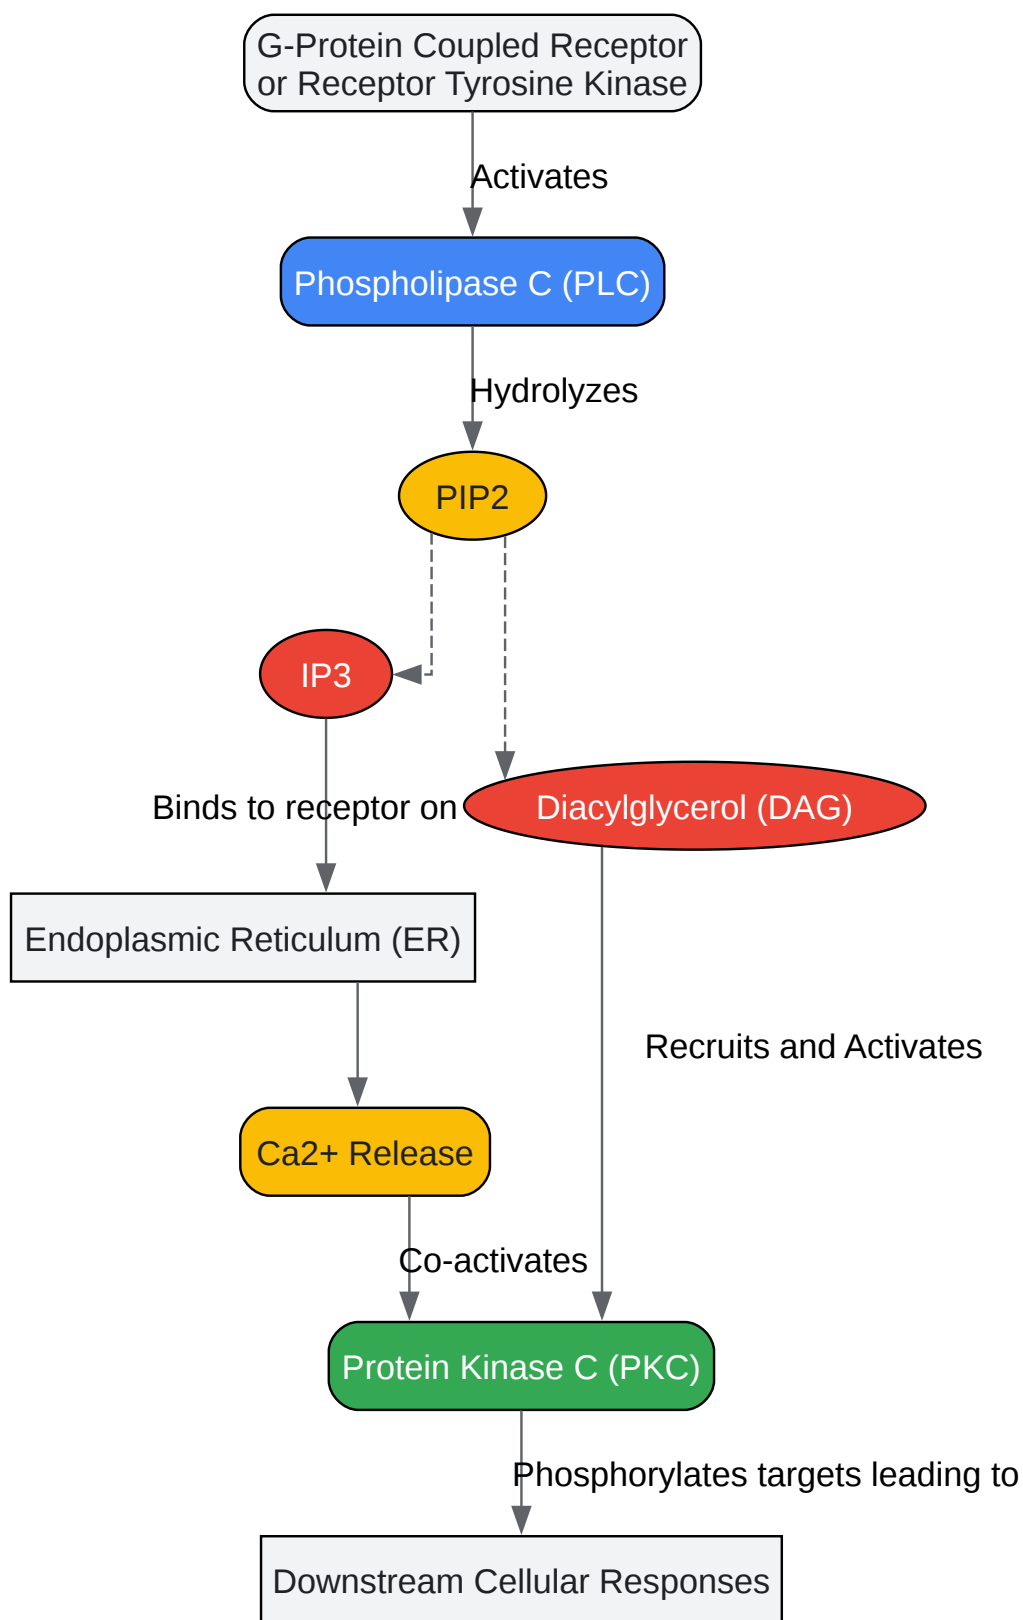 G-Protein Coupled Receptor
or Receptor Tyrosine Kinase
Activates
Phospholipase C (PLC)
Hydrolyzes
PIP2
IP3
Binds to receptor on
Diacylglycerol (DAG)
Endoplasmic Reticulum (ER)
Recruits and Activates
Ca2+ Release
Co-activates
Protein Kinase C (PKC)
Phosphorylates targets leading to
Downstream Cellular Responses